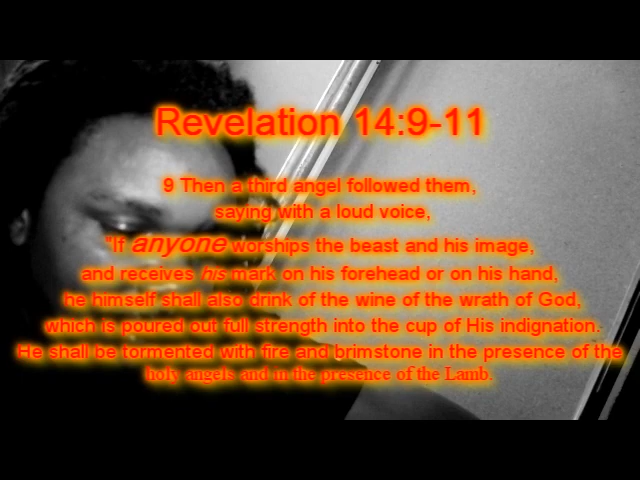 Revelation 14:9-11
9 Then a third angel followed them,
saying with a loud voice,
"If anyone worships the beast and his image,
and receives his mark on his forehead or on his hand,
he himself shall also drink of the wine of the wrath of God,
which is poured out full strength into the cup of His indignation.
He shall be tormented with fire and brimstone in the presence of the
holy angels and in the presence of the Lamb.